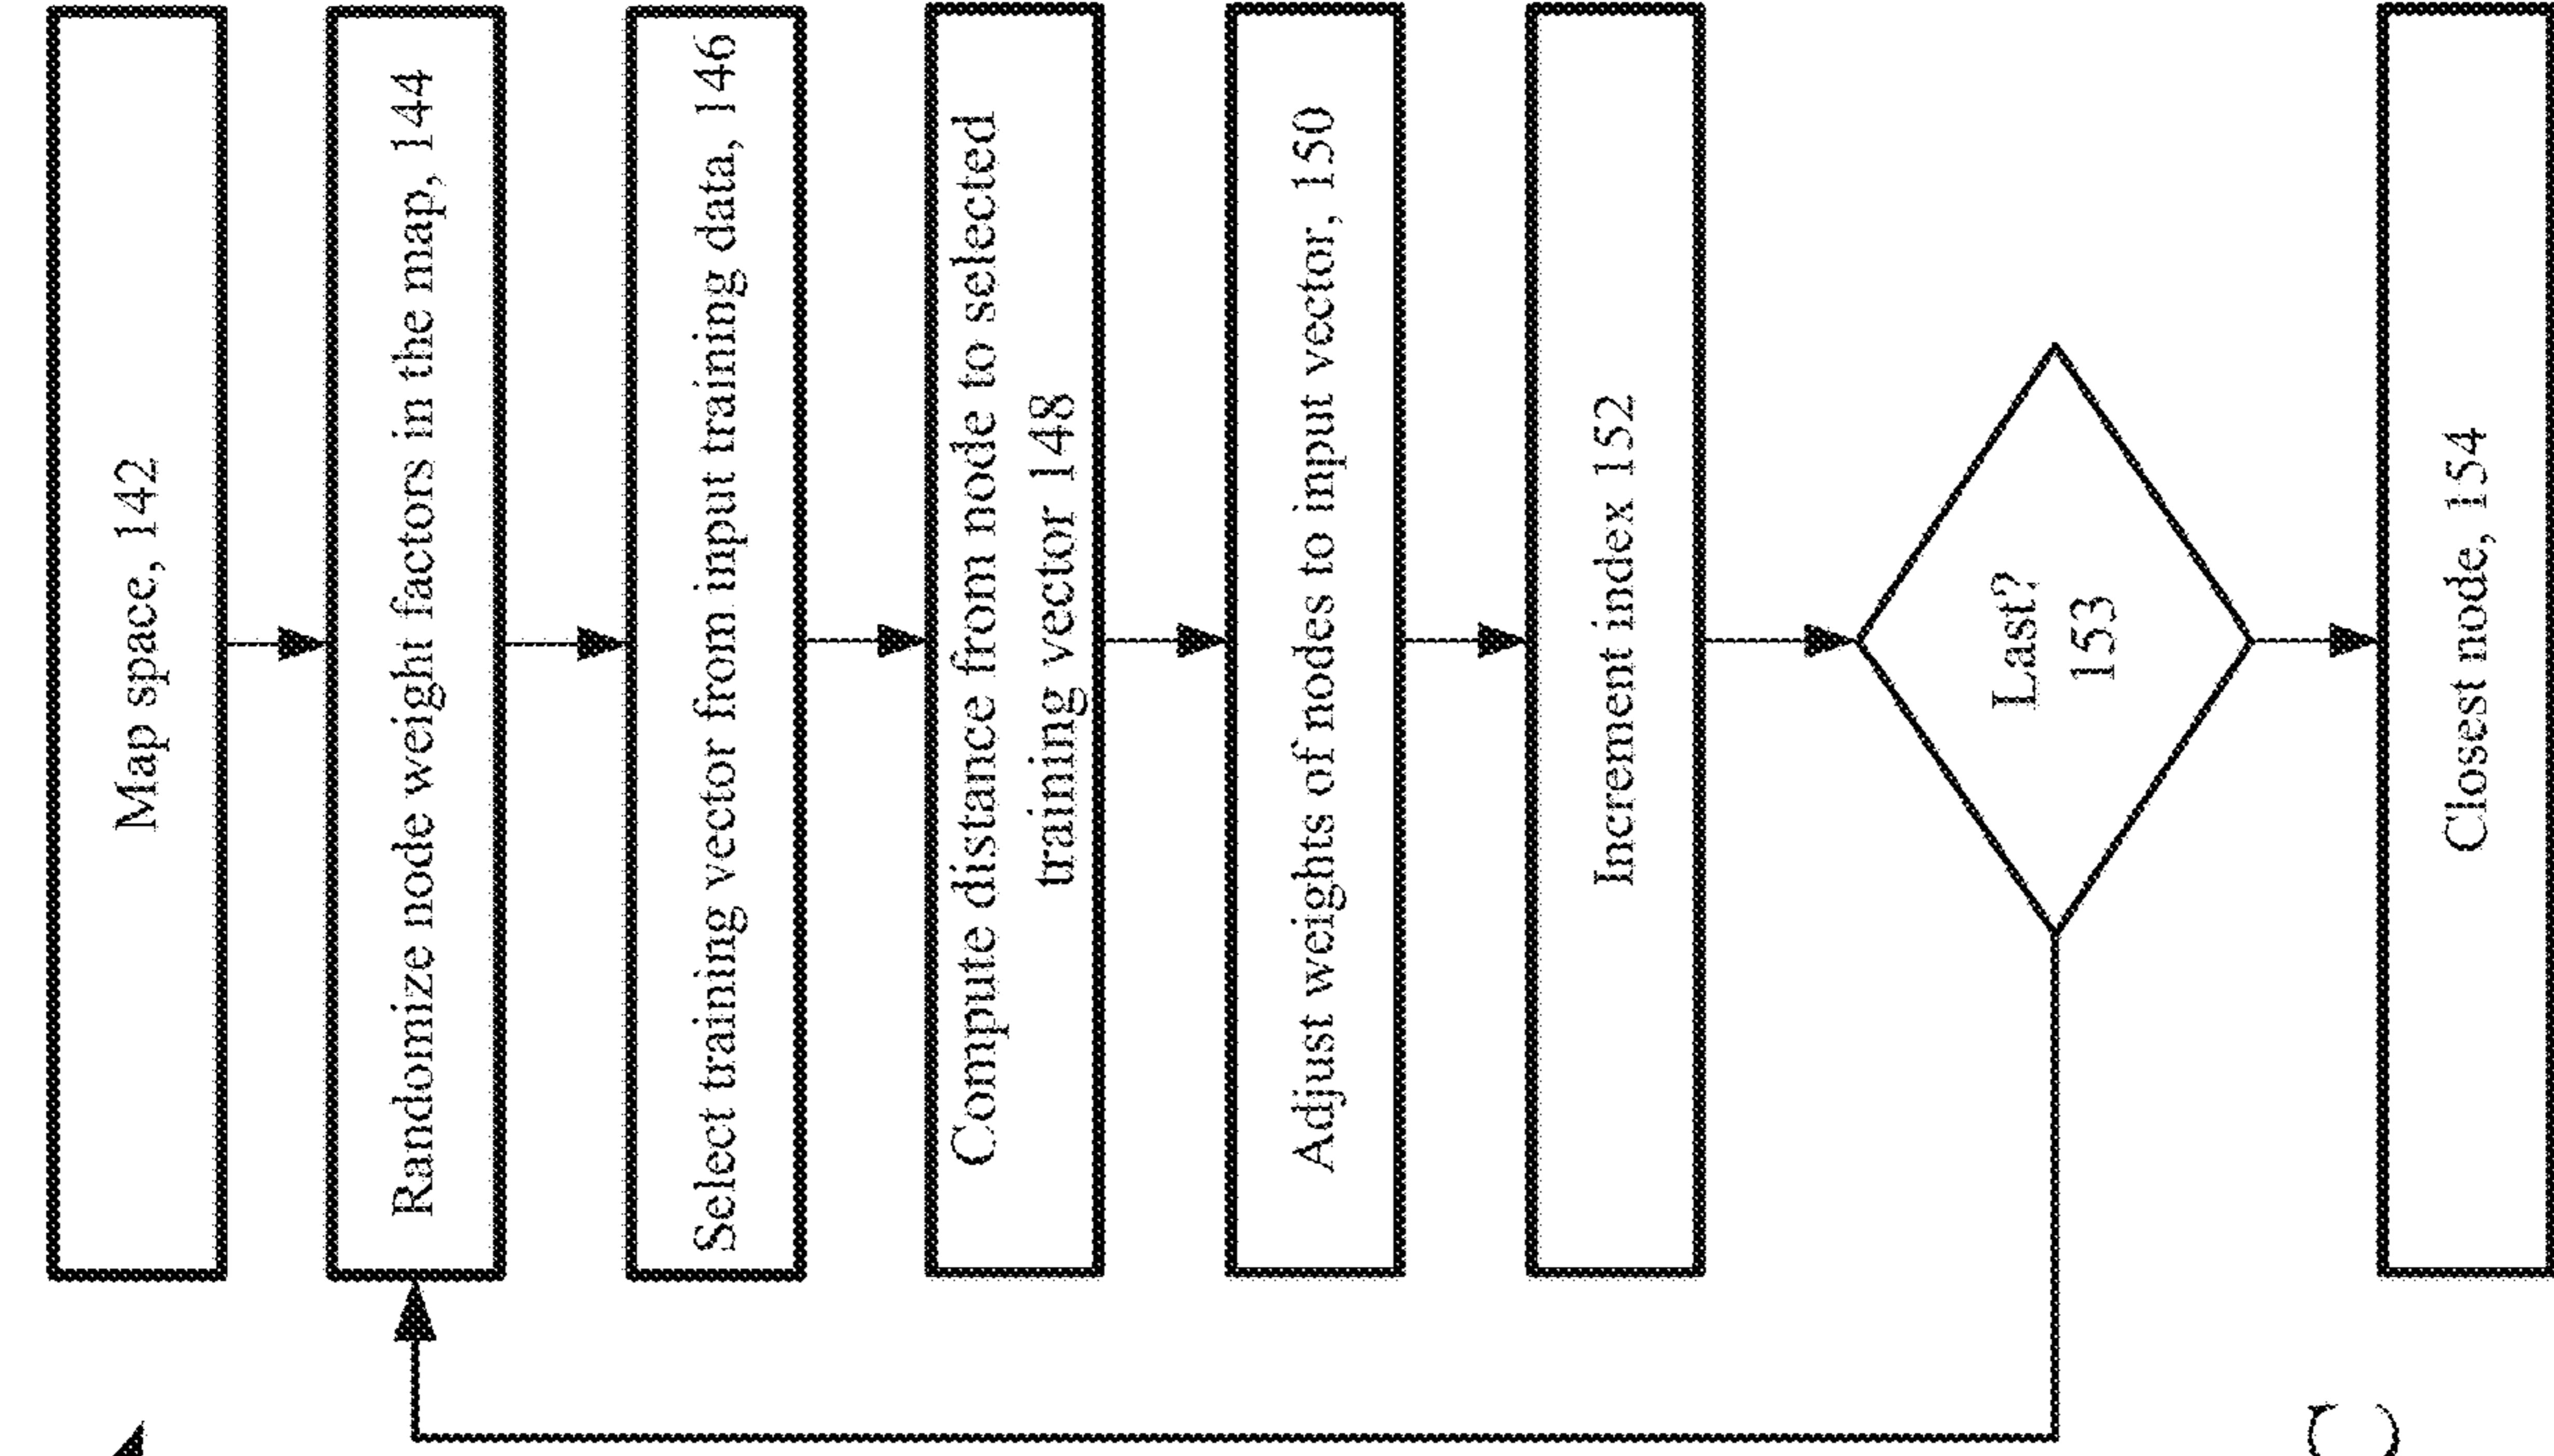 Map space, 142
Randomize node weight factors in the map, 144
Select training vector from input training data, 146
Compute distance from node to selected
training vector 148
Adjust weights of nodes to input vector, 150
Increment index 152
Last?
153
Closest node, 154